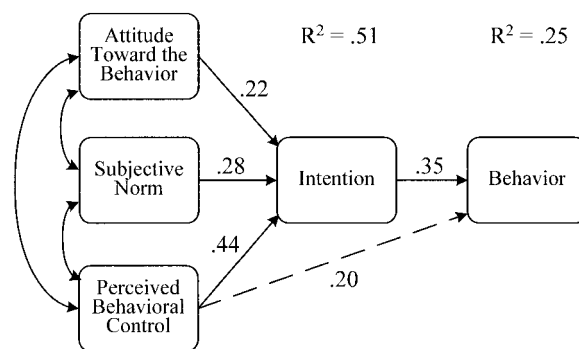 Attitude
Toward the
Behavior
R² = .51
R² = .25
.22
Subjective
Norm
.28
Intention
.35
Behavior
.44
.20
Perceived
Behavioral
Control